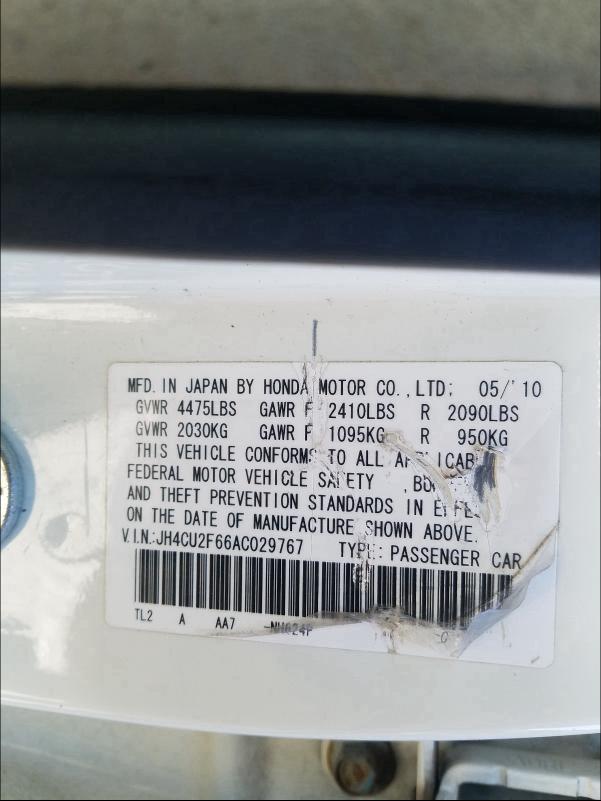 MFD. IN JAPAN BY HONDA MOTOR CO.,LTD; 05/'10
GVWR 4475LBS GAWR F 2410LBS R 2090LBS
GVWR 2030KG GAWR F 1095KG R 950KG
THIS VEHICLE CONFORMS TO ALL
FEDERAL MOTOR VEHICLE SAFETY ,
AND THEFT PREVENTION STANDARDS IN
ON THE DATE OF MANUFACTURE SHOWN ABOVE.
V.I.N:JH4CU2F66AC029767 TYPE: PASSENGER CAR
TL2 A AA7